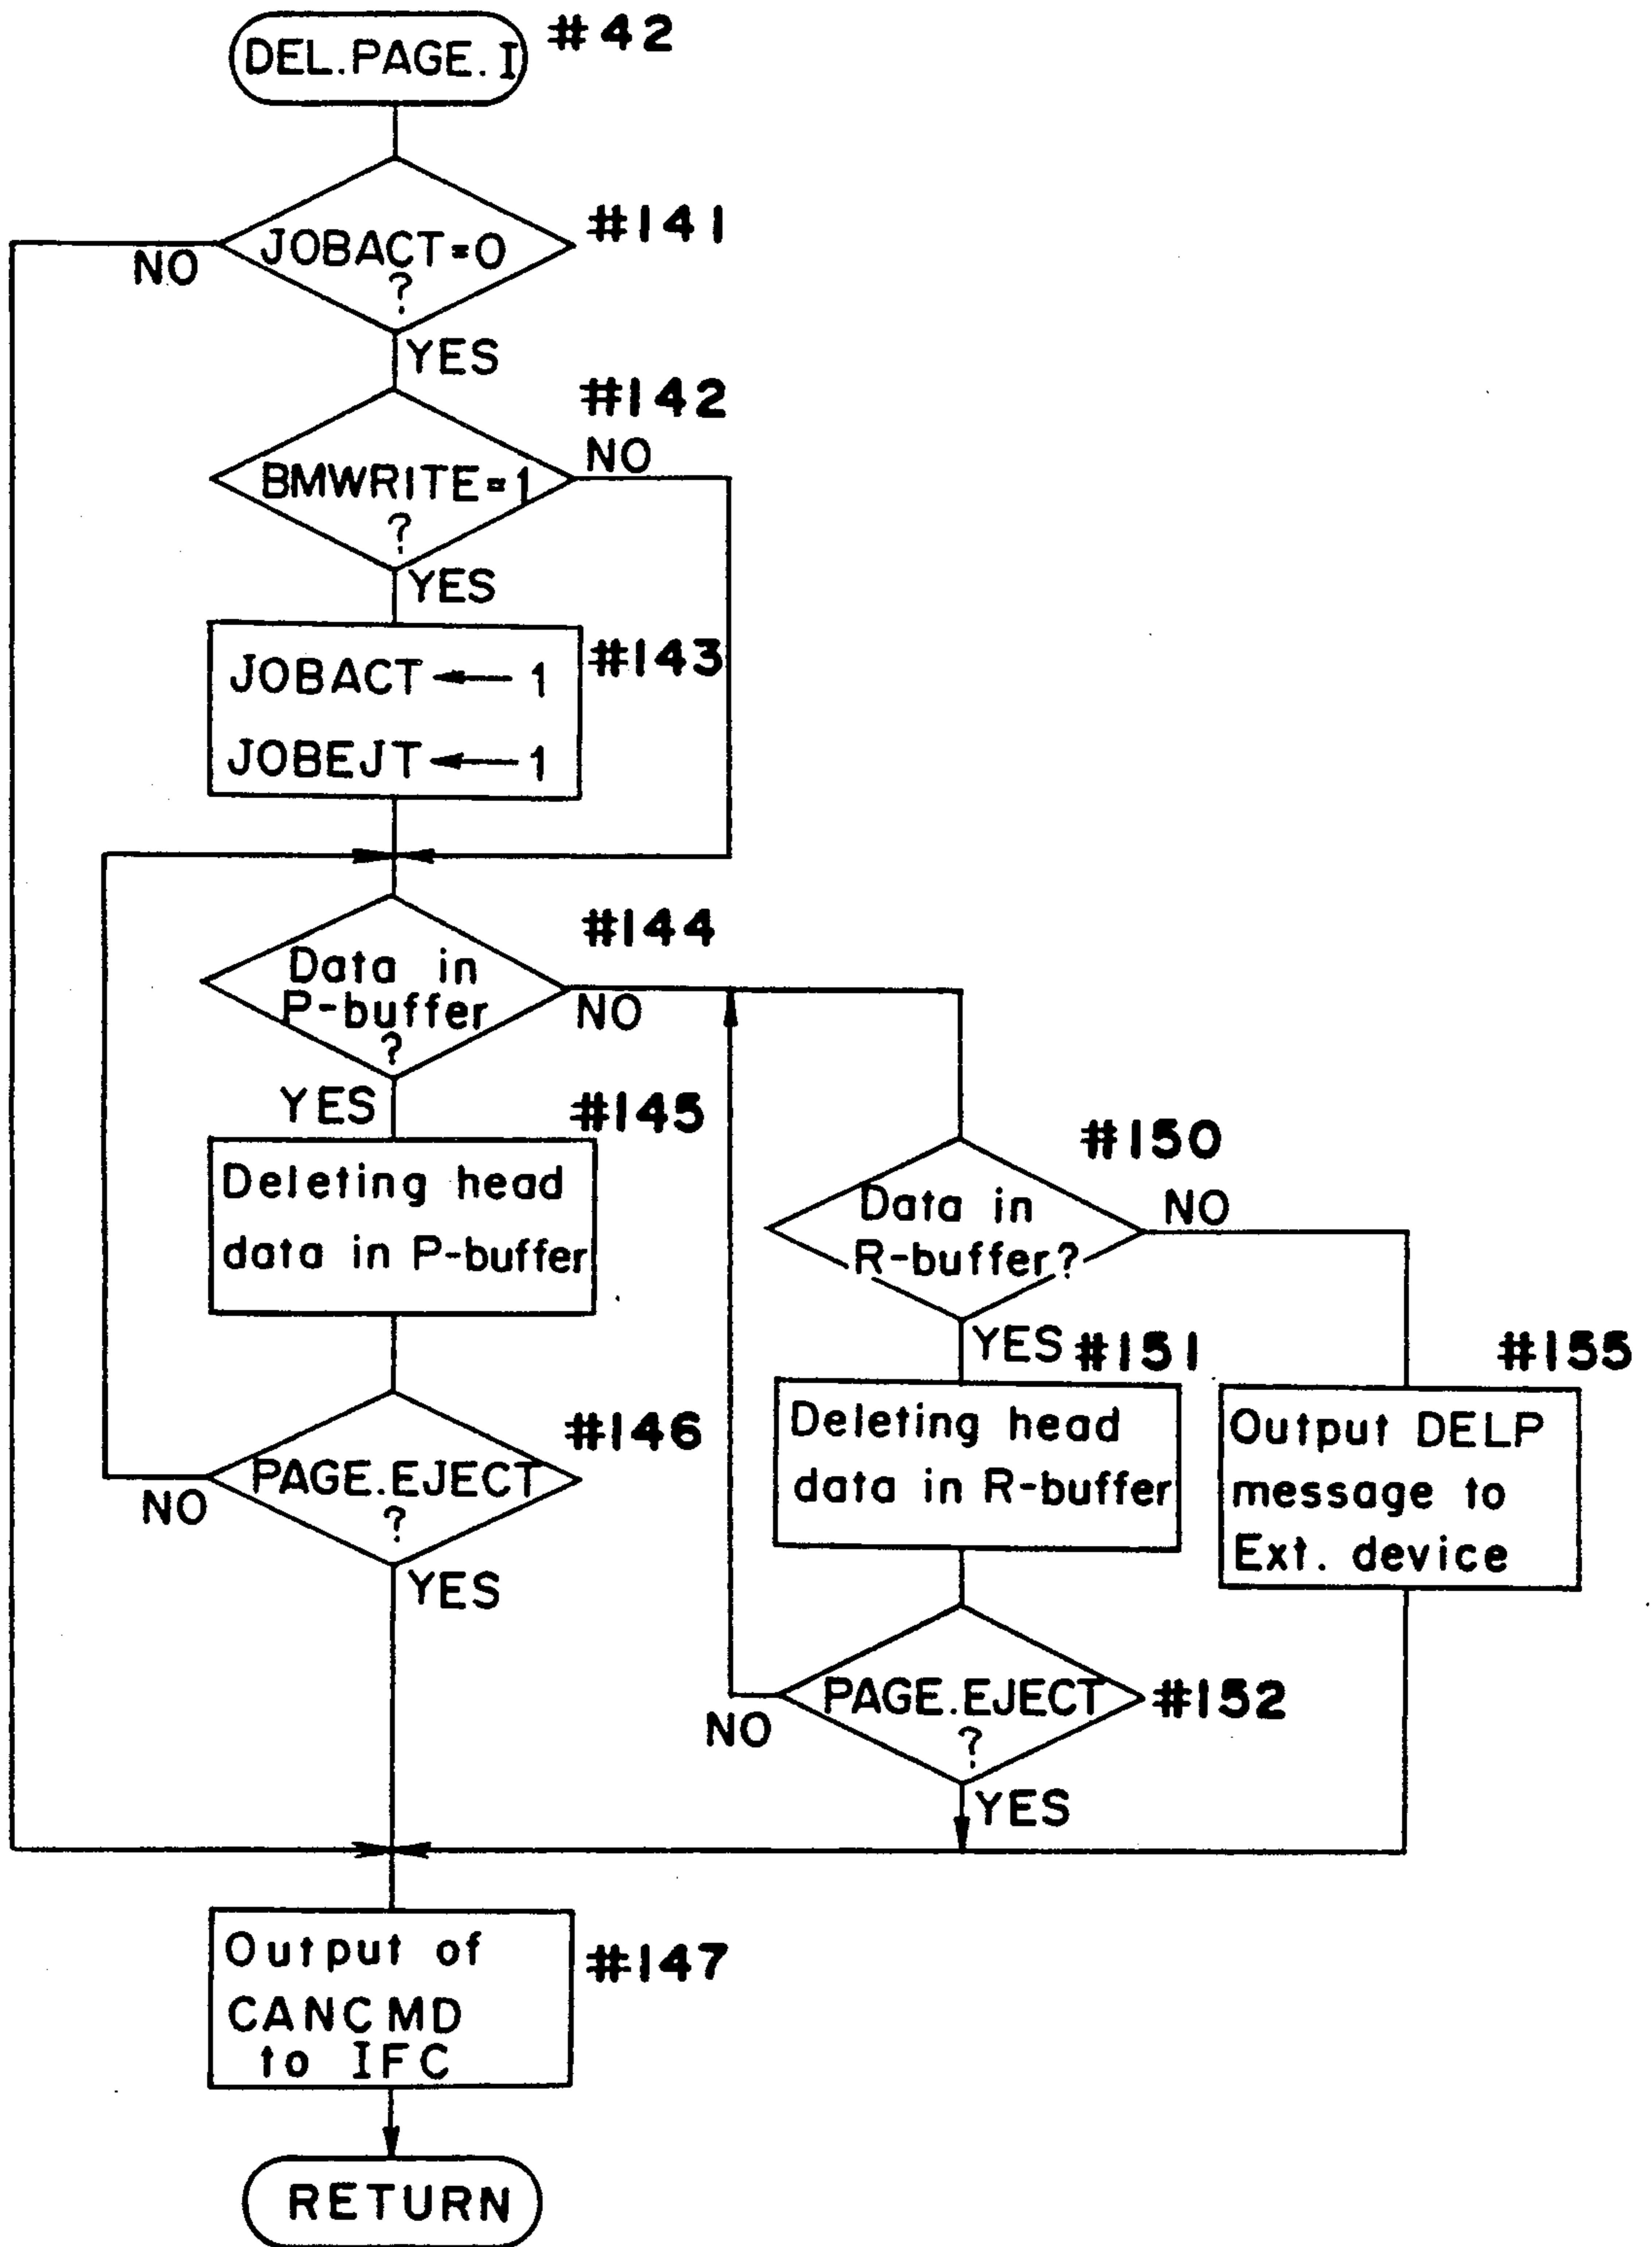 DEL.PAGE.I
#42
JOBACT=0
?
#141
NO
YES
#142
NO
BMWRITE=1
?
YES
#143
JOBACT ← 1
JOBEJT ← 1
#144
Data in
P-buffer
?
NO
YES
#145
Deleting head
data in P-buffer
#146
PAGE.EJECT
?
NO
YES
#150
Data in
R-buffer?
NO
YES
#151
Deleting head
data in R-buffer
#155
Output DELP
message to
Ext. device
PAGE.EJECT
?
#152
NO
YES
Output of
CANCMD
to IFC
#147
RETURN